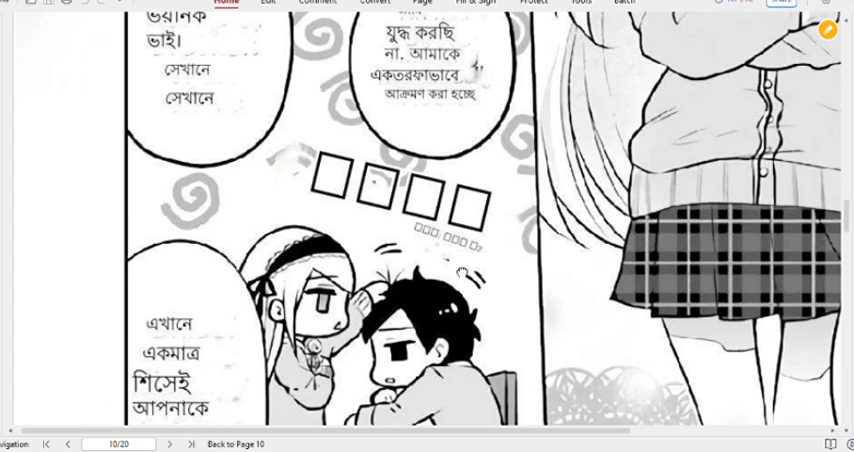 Home Edit Comment Convert Page Fill & Sign Protect Tools Batch
ভয়ানক
ভাই।
সেখানে
সেখানে
যুদ্ধ করছি
না. আমাকে
একতরফাভাবে
আক্রমণ করা হচ্ছে
এখানে
একমাত্র
শিসেই
আপনাকে
10/20
Back to Page 10